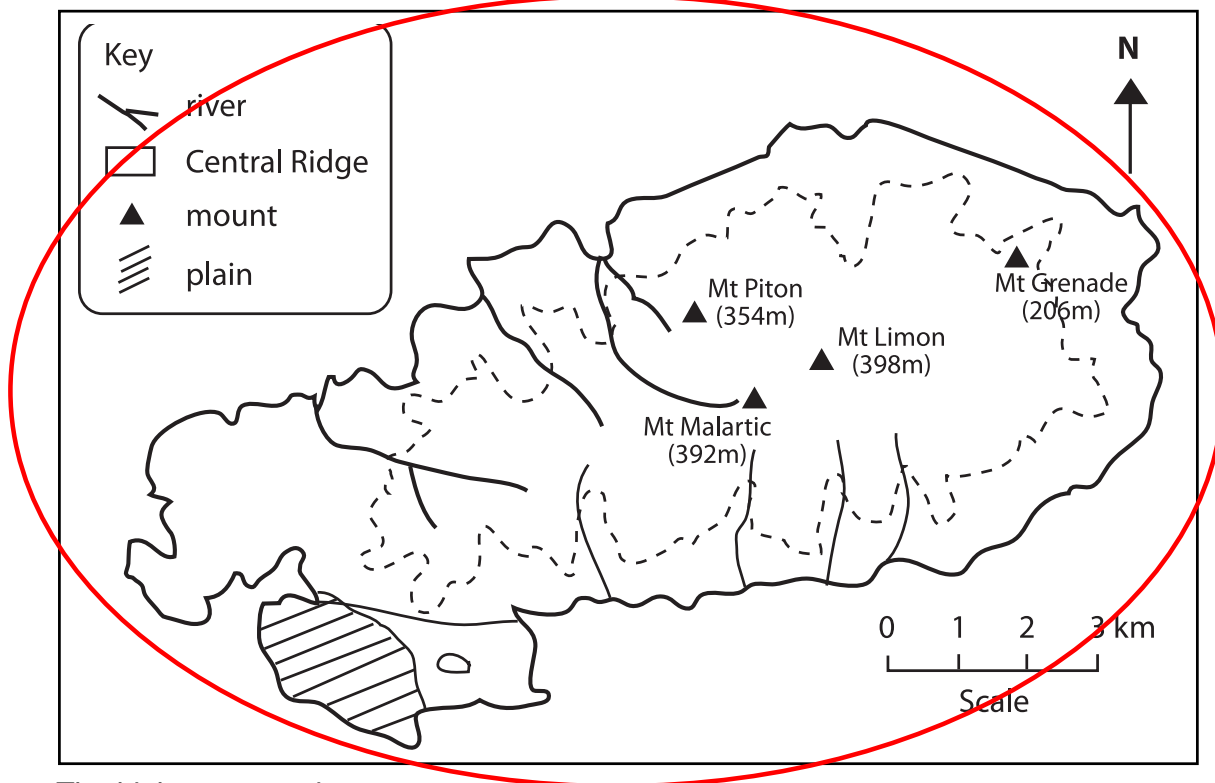 Key
river
Central Ridge
mount
plain
N
Mt Piton
(354m)
Mt Grenade
(206m)
Mt Limon
(398m)
Mt Malartic
(392m)
0 1 2 3 km
Scale